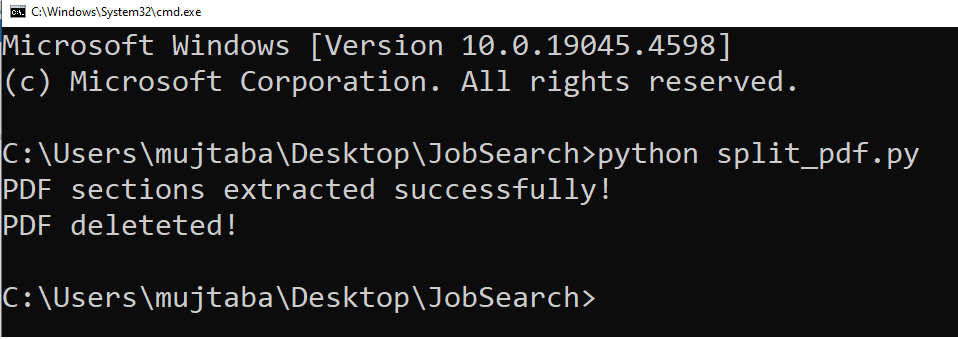 C:\Windows\System32\cmd.exe
Microsoft Windows [Version 10.0.19045.4598]
(c) Microsoft Corporation. All rights reserved.
C:\Users\mujtaba\Desktop\JobSearch>python split_pdf.py
PDF sections extracted successfully!
PDF deleteted!
C:\Users\mujtaba\Desktop\JobSearch>